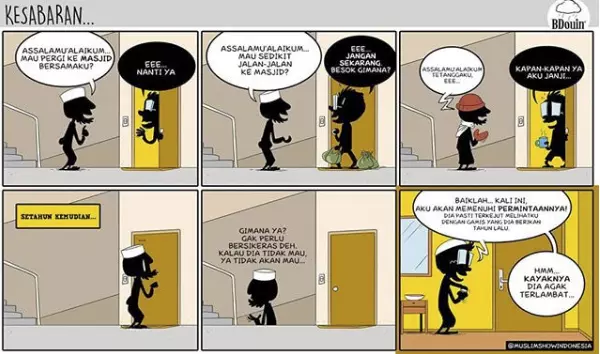 KESABARAN...
BDouin
ASSALAMU'ALAIKUM...
MAU PERGI KE MASJID
BERSAMAKU?
EEE...
NANTI YA
ASSALAMU'ALAIKUM...
MAU SEDIKIT
JALAN-JALAN
KE MASJID?
EEE...
JANGAN
SEKARANG.
BESOK GIMANA?
ASSALAMU'ALAIKUM
TETANGGAKU,
EEE...
KAPAN-KAPAN YA
AKU JANJI...
SETAHUN KEMUDIAN...
GIMANA YA?
GAK PERLU
BERSIKERAS DEH.
KALAU DIA TIDAK MAU,
YA TIDAK AKAN MAU...
BAIKLAH... KALI INI,
AKU AKAN MEMENUHI PERMINTAANNYA!
DIA PASTI TERKEJUT MELIHATKU
DENGAN GAMIS YANG DIA BERIKAN
TAHUN LALU.
HMM...
KAYAKNYA
DIA AGAK
TERLAMBAT...
@MUSLIMSHOWINDONESIA